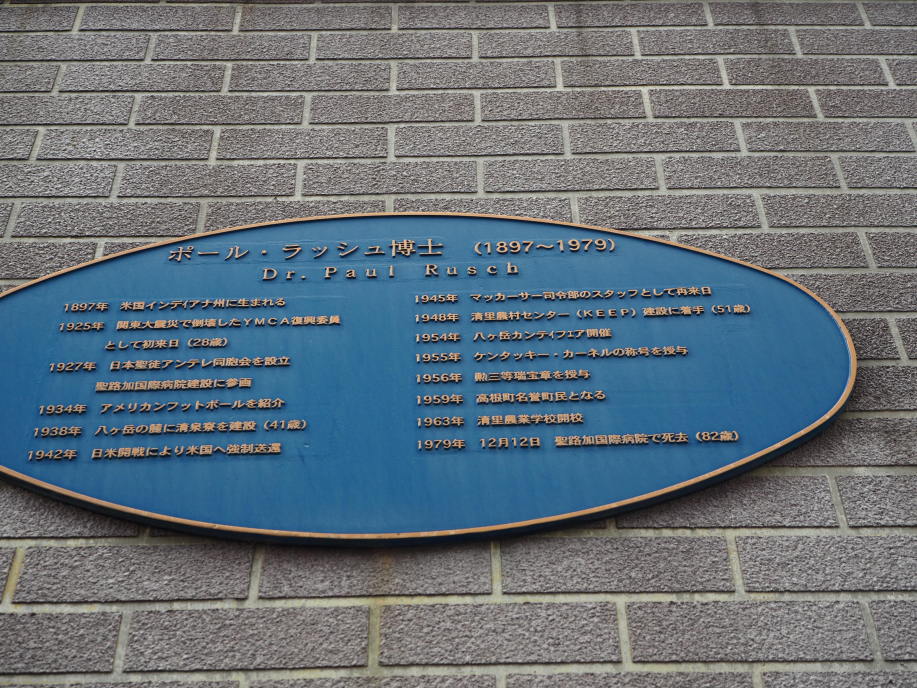 ポール・ラッシュ博士 (1897〜1979)
Dr. Paul Rusch
1897年 米国インディアナ州に生まれる
1925年 関東大震災で倒壊したYMCA復興委員
として初来日(28歳)
1927年 日本聖徒アンデレ同胞会を設立
聖路加国際病院建設に参画
1934年 アメリカンフットボールを紹介
1938年 八ヶ岳の麓に清泉寮を建設(41歳)
1942年 日米開戦により米国へ強制送還
1945年 マッカーサー司令部のスタッフとして再来日
1948年 清里農村センター(KEEP)建設に着手(51歳)
1954年 八ヶ岳カンティフェア開催
1955年 ケンタッキー・カーネルの称号を授与
1956年 勲三等瑞宝章を授与
1959年 高根町名誉町民となる
1963年 清里農業学校開校
1979年 12月12日 聖路加国際病院で死去(82歳)